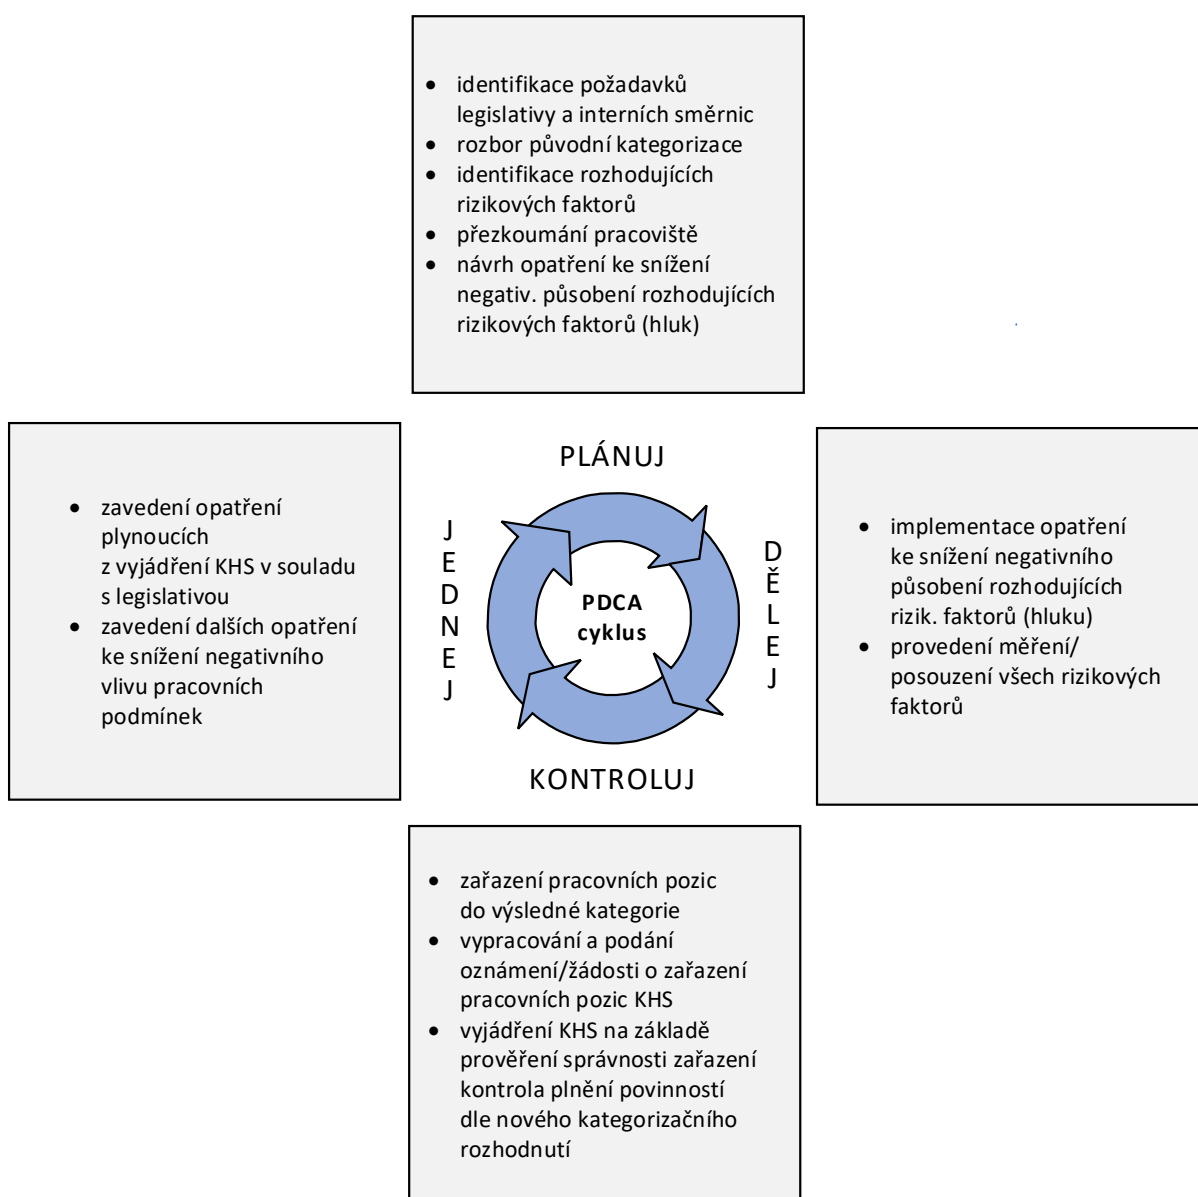 • identifikace požadavků
legislativy a interních směrnic
• rozbor původní kategorizace
• identifikace rozhodujících
rizikových faktorů
• přezkoumání pracoviště
• návrh opatření ke snížení
negativ. působení rozhodujících
rizikových faktorů (hluk)
• zavedení opatření
plynoucích
z vyjádření KHS v souladu
s legislativou
• zavedení dalších opatření
ke snížení negativního
vlivu pracovních
podmínek
PLÁNUJ
JEDNEJ
PDCA
cyklus
DĚLEJ
KONTROLUJ
• implementace opatření
ke snížení negativního
působení rozhodujících
rizik. faktorů (hluku)
• provedení měření/
posouzení všech rizikových
faktorů
• zařazení pracovních pozic
do výsledné kategorie
• vypracování a podání
oznámení/žádosti o zařazení
pracovních pozic KHS
• vyjádření KHS na základě
prověření správnosti zařazení
kontrola plnění povinností
dle nového kategorizačního
rozhodnutí